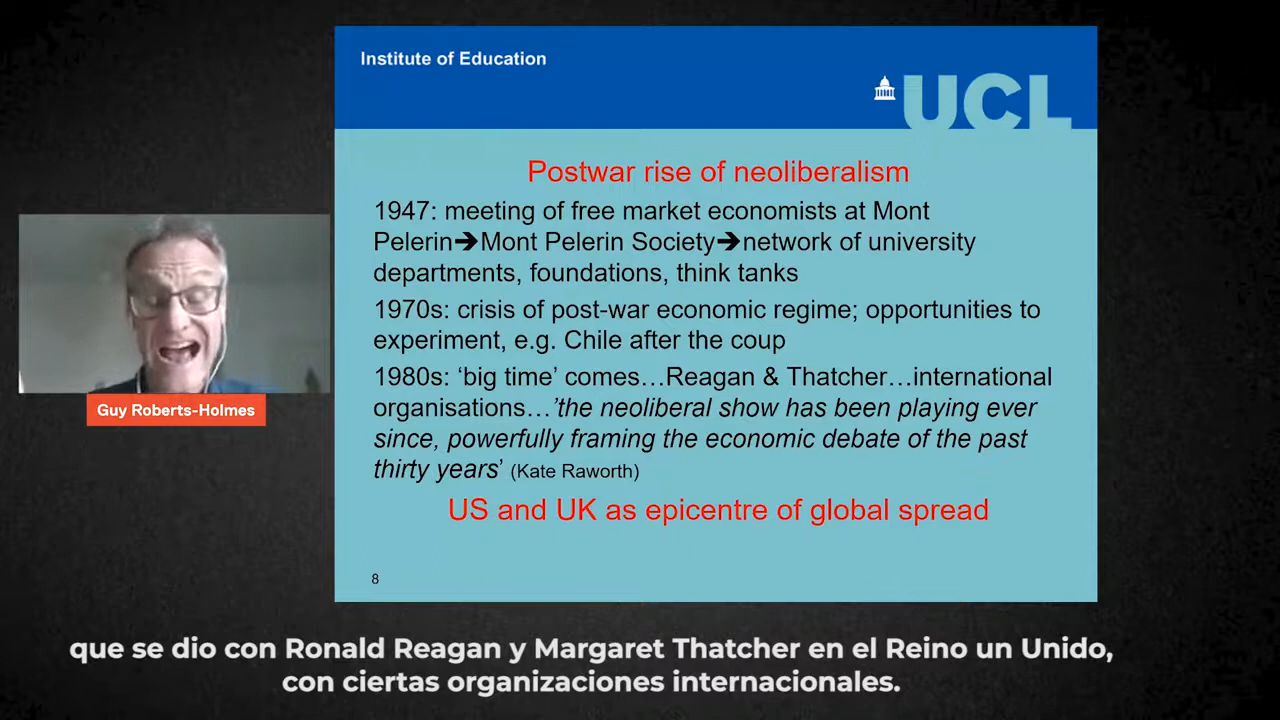 Institute of Education
UCL
Postwar rise of neoliberalism
1947: meeting of free market economists at Mont
Pelerin➔Mont Pelerin Society➔network of university
departments, foundations, think tanks
1970s: crisis of post-war economic regime; opportunities to
experiment, e.g. Chile after the coup
1980s: ‘big time’ comes…Reagan & Thatcher…international
organisations…’the neoliberal show has been playing ever
since, powerfully framing the economic debate of the past
thirty years’ (Kate Raworth)
US and UK as epicentre of global spread
8
Guy Roberts-Holmes
que se dio con Ronald Reagan y Margaret Thatcher en el Reino un Unido,
con ciertas organizaciones internacionales.